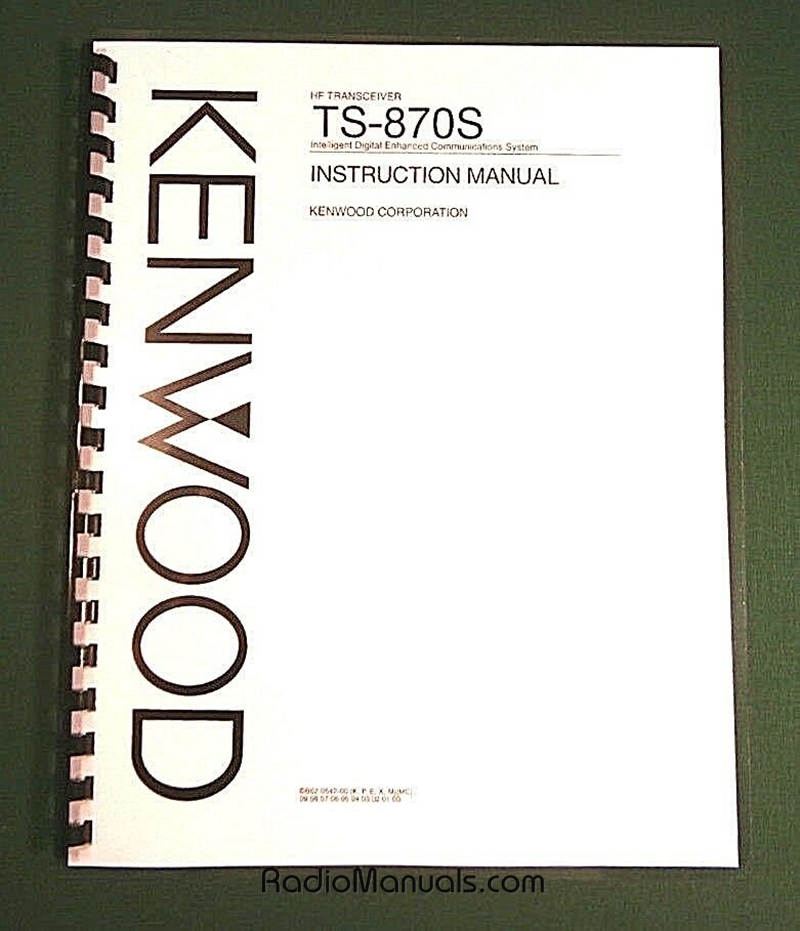 KENWOOD
HF TRANSCEIVER
TS-870S
Intelligent Digital Enhanced Communications System
INSTRUCTION MANUAL
KENWOOD CORPORATION
RadioManuals.com